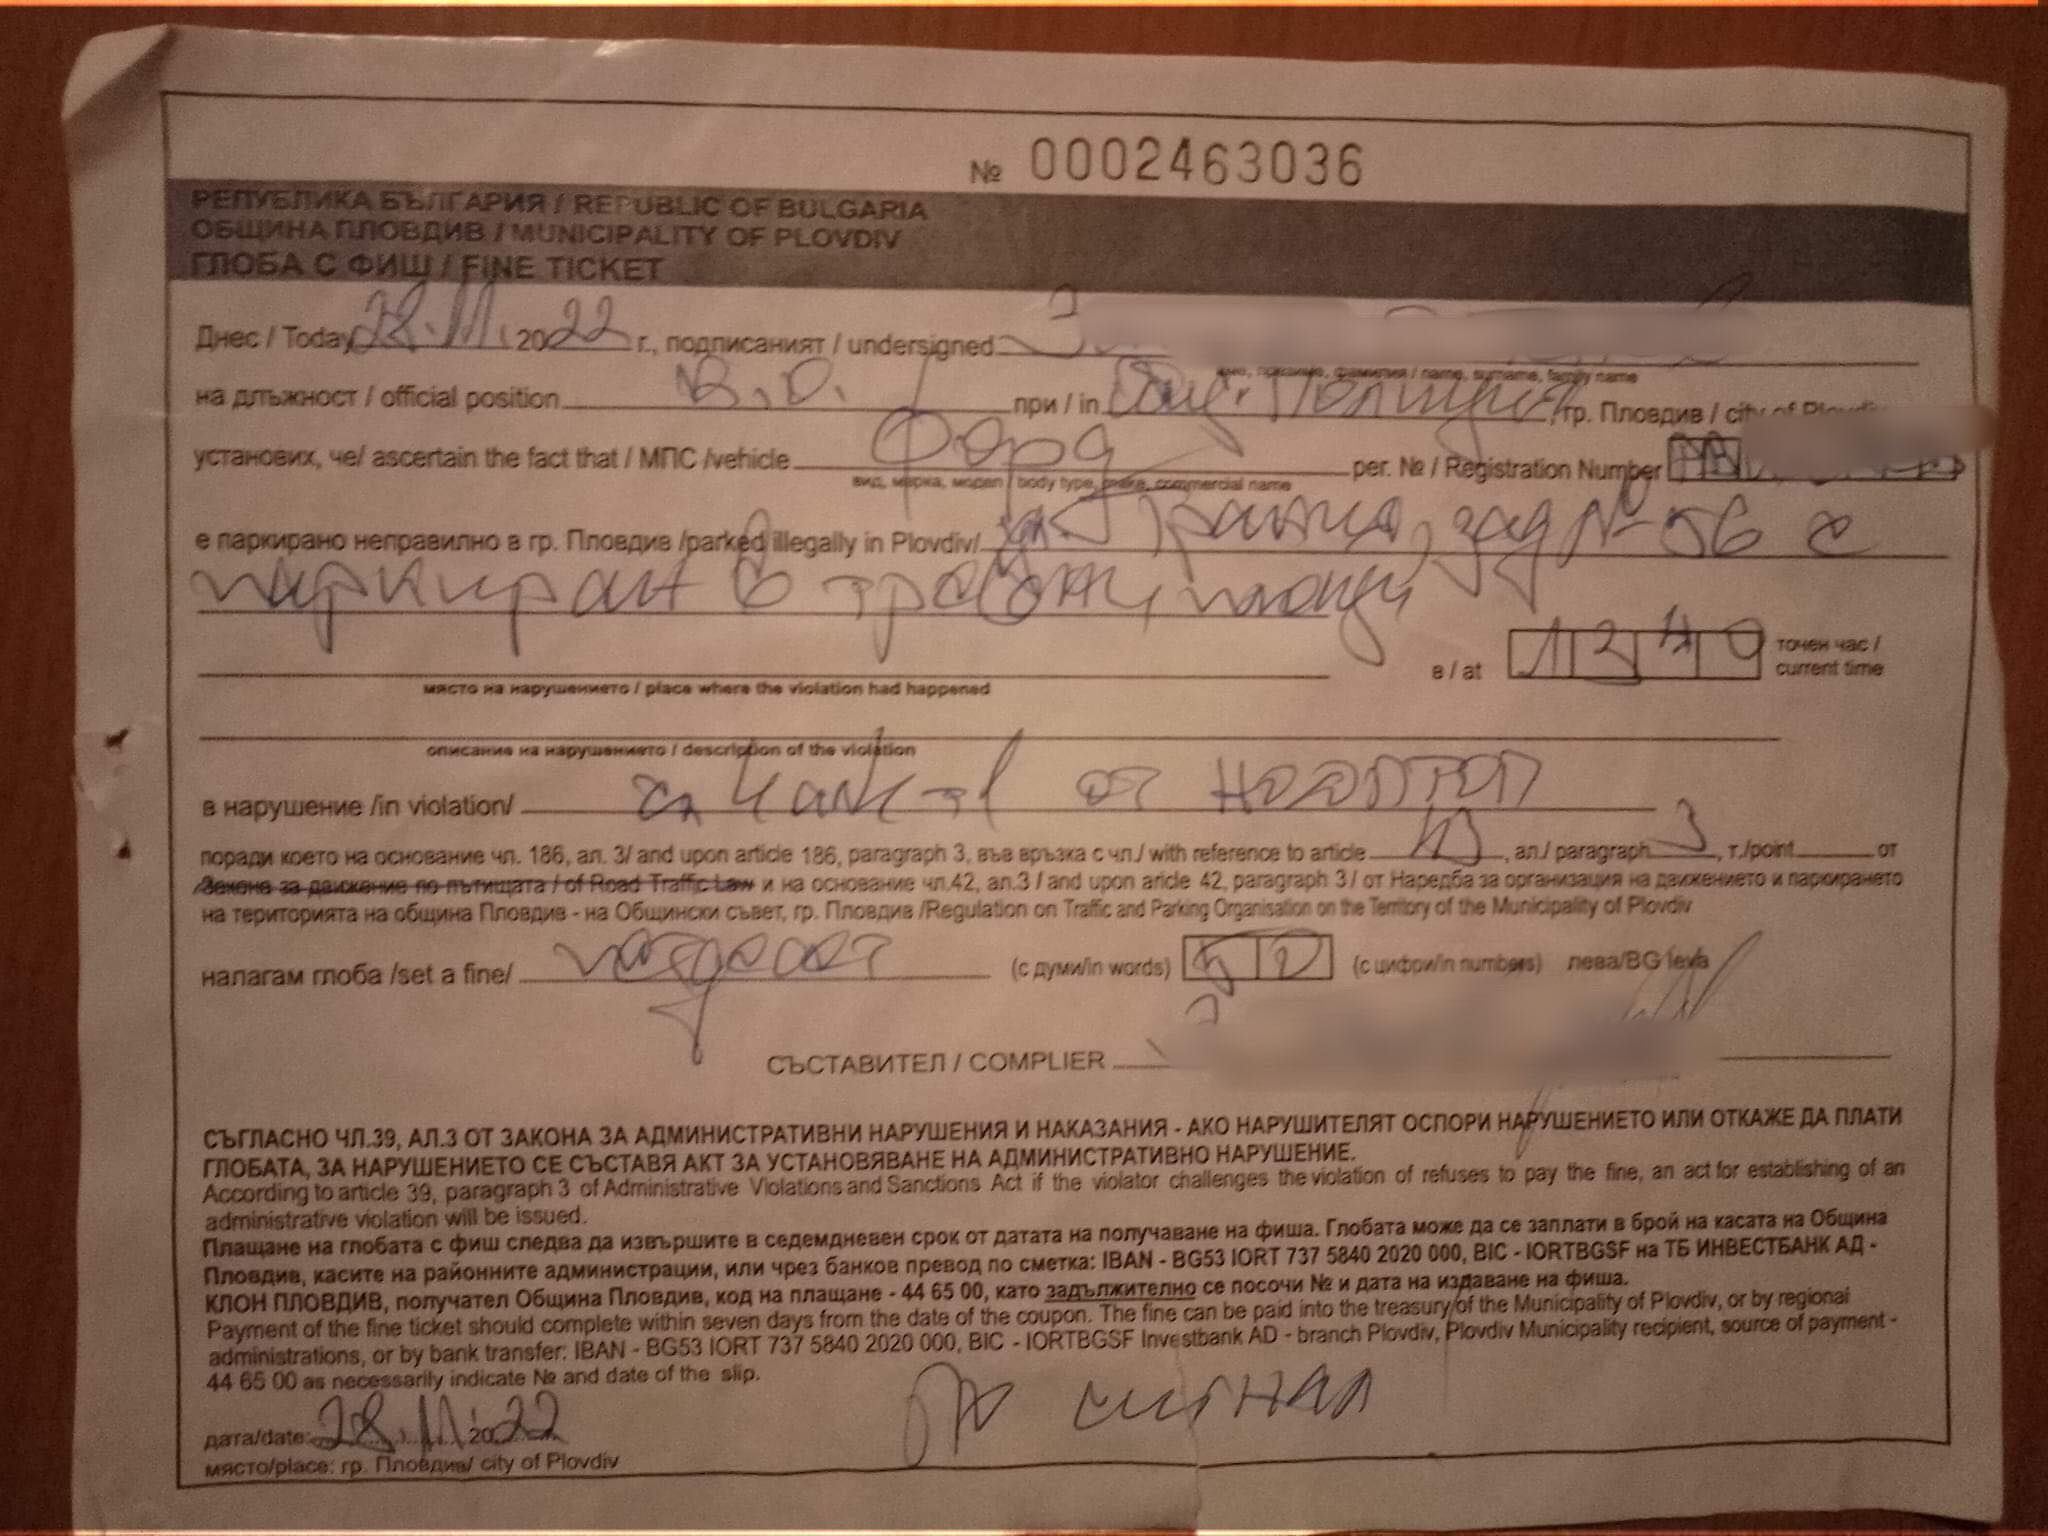 № 0002463036
РЕПУБЛИКА БЪЛГАРИЯ / REPUBLIC OF BULGARIA
ОБЩИНА ПЛОВДИВ / MUNICIPALITY OF PLOVDIV
ГЛОБА С ФИШ / FINE TICKET
Днес / Today 28.11. 2022 г., подписаният / undersigned
име, презиме, фамилия / name, surname, family name
на длъжност / official position при / in Общ. Полиция, гр. Пловдив / city of Plovdiv
установих, че/ ascertain the fact that / МПС /vehicle Форд рег. № / Registration Number
вид, марка, модел / body type, make, commercial name
е паркирано неправилно в гр. Пловдив /parked illegally in Plovdiv/ зад № 56 е
паркиран в тревни площи
в / at 1240 точен час / current time
място на нарушението / place where the violation had happened
описание на нарушението / description of the violation
в нарушение /in violation/ от НОДПТОП
поради което на основание чл. 186, ал. 3/ and upon article 186, paragraph 3, във връзка с чл./ with reference to article , ал./ paragraph 3, т./point от
Закона за движение по пътищата / of Road Traffic Law и на основание чл.42, ал.3 / and upon aricle 42, paragraph 3 / от Наредба за организация на движението и паркирането
на територията на община Пловдив - на Общински съвет, гр. Пловдив /Regulation on Traffic and Parking Organisation on the Territory of the Municipality of Plovdiv
налагам глоба /set a fine/ петдесет (с думи/in words) 50 (с цифри/in numbers) лева/BG leva
СЪСТАВИТЕЛ / COMPLIER
СЪГЛАСНО ЧЛ.39, АЛ.3 ОТ ЗАКОНА ЗА АДМИНИСТРАТИВНИ НАРУШЕНИЯ И НАКАЗАНИЯ - АКО НАРУШИТЕЛЯТ ОСПОРИ НАРУШЕНИЕТО ИЛИ ОТКАЖЕ ДА ПЛАТИ
ГЛОБАТА, ЗА НАРУШЕНИЕТО СЕ СЪСТАВЯ АКТ ЗА УСТАНОВЯВАНЕ НА АДМИНИСТРАТИВНО НАРУШЕНИЕ.
According to article 39, paragraph 3 of Administrative Violations and Sanctions Act if the violator challenges the violation of refuses to pay the fine, an act for establishing of an
administrative violation will be issued.
Плащане на глобата с фиш следва да извършите в седемдневен срок от датата на получаване на фиша. Глобата може да се заплати в брой на касата на Община
Пловдив, касите на районните администрации, или чрез банков превод по сметка: IBAN - BG53 IORT 737 5840 2020 000, BIC - IORTBGSF на ТБ ИНВЕСТБАНК АД -
КЛОН ПЛОВДИВ, получател Община Пловдив, код на плащане - 44 65 00, като задължително се посочи № и дата на издаване на фиша.
Payment of the fine ticket should complete within seven days from the date of the coupon. The fine can be paid into the treasury of the Municipality of Plovdiv, or by regional
administrations, or by bank transfer: IBAN - BG53 IORT 737 5840 2020 000, BIC - IORTBGSF Investbank AD - branch Plovdiv, Plovdiv Municipality recipient, source of payment -
44 65 00 as necessarily indicate № and date of the slip.
По сигнал
дата/date: 28.11 2022
място/place: гр. Пловдив/ city of Plovdiv